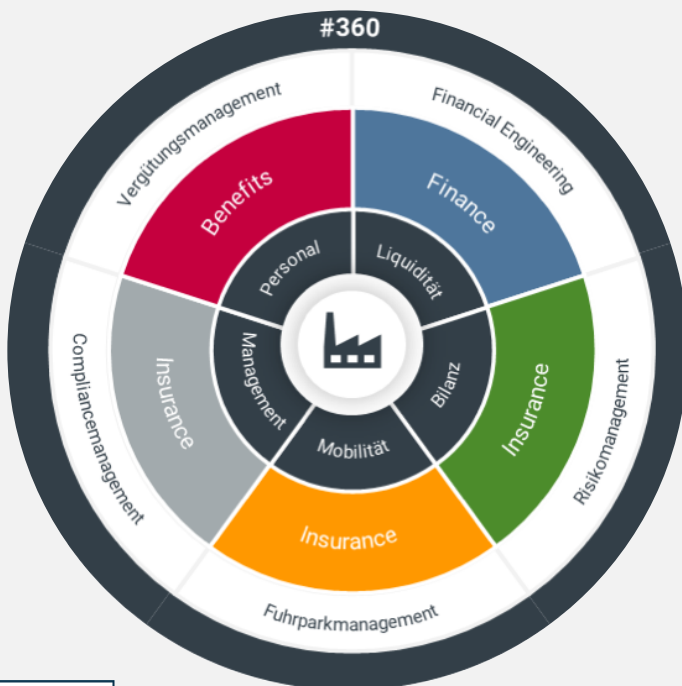 #360
Vergütungsmanagement
Financial Engineering
Benefits
Finance
Personal
Liquidität
Compliancemanagement
Insurance
Management
Bilanz
Insurance
Risikomanagement
Mobilität
Insurance
Fuhrparkmanagement